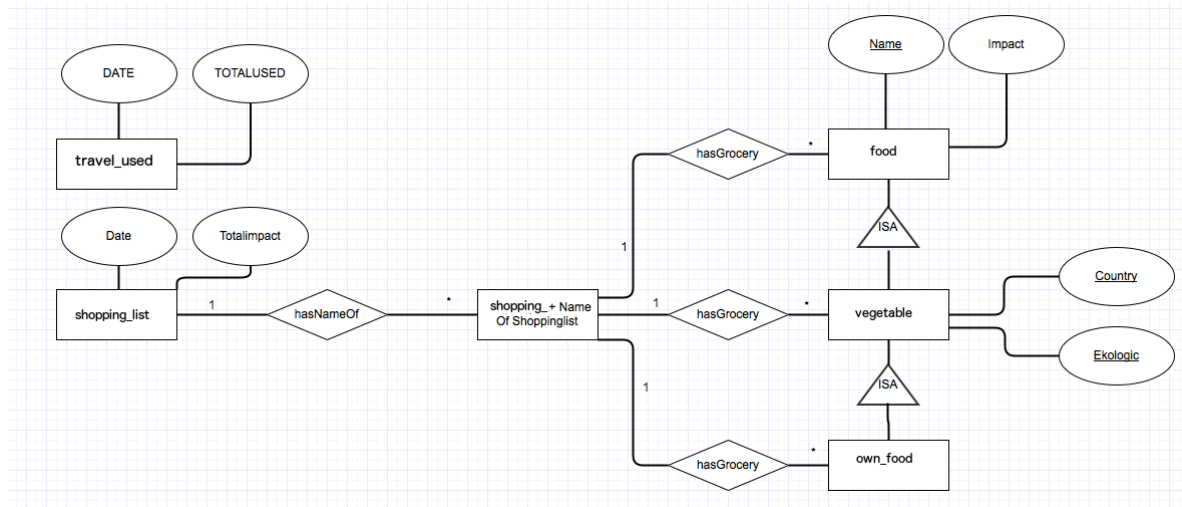 Name
Impact
DATE
TOTALUSED
travel_used
hasGrocery
*
food
ISA
1
Date
Totalimpact
shopping_list
1
hasNameOf
*
shopping_+ Name
Of Shoppinglist
1
hasGrocery
*
vegetable
Country
Ekologic
ISA
1
hasGrocery
*
own_food